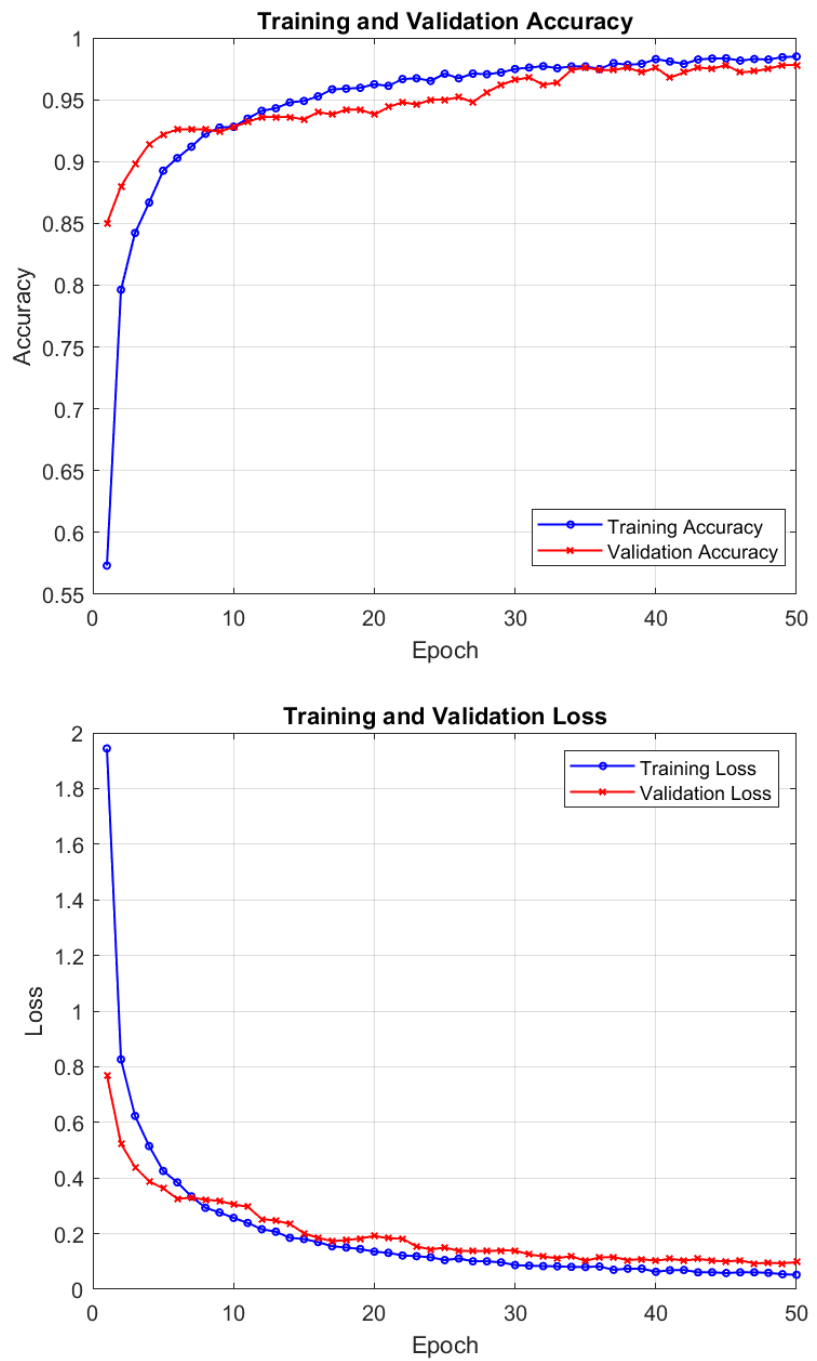 Training and Validation Accuracy
1
0.95
0.9
0.85
0.8
0.75
0.7
0.65
0.6
0.55
Accuracy
Training Accuracy
Validation Accuracy
0 10 20 30 40 50
Epoch
Training and Validation Loss
2
1.8
1.6
1.4
1.2
1
0.8
0.6
0.4
0.2
0
Loss
Training Loss
Validation Loss
0 10 20 30 40 50
Epoch